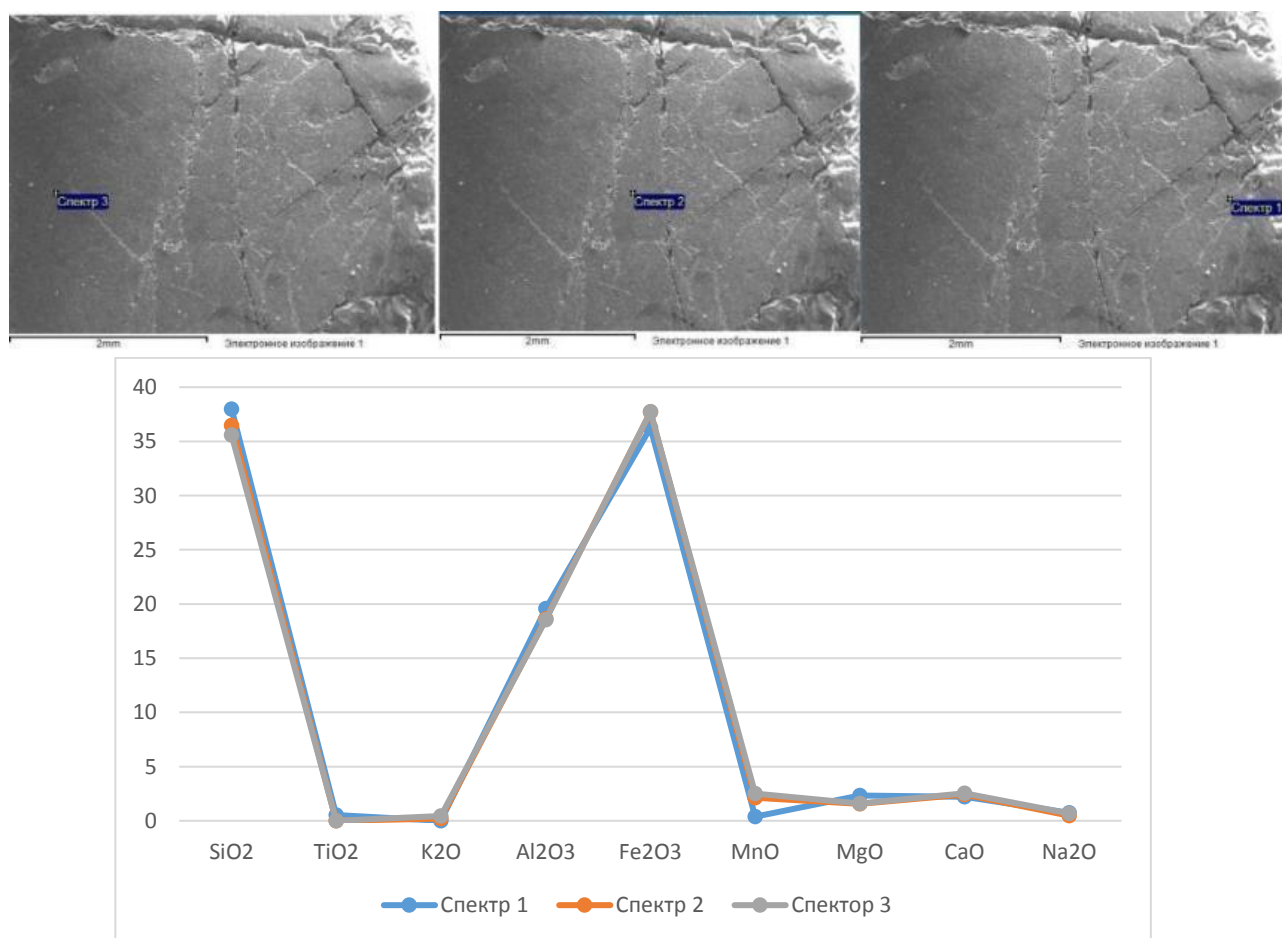 Спектр 3
Спектр 2
Спектр 1
2mm Электронное изображение 1
2mm Электронное изображение 1
2mm Электронное изображение 1
40
35
30
25
20
15
10
5
0
SiO2 TiO2 K2O Al2O3 Fe2O3 MnO MgO CaO Na2O
Спектр 1 Спектр 2 Спектор 3